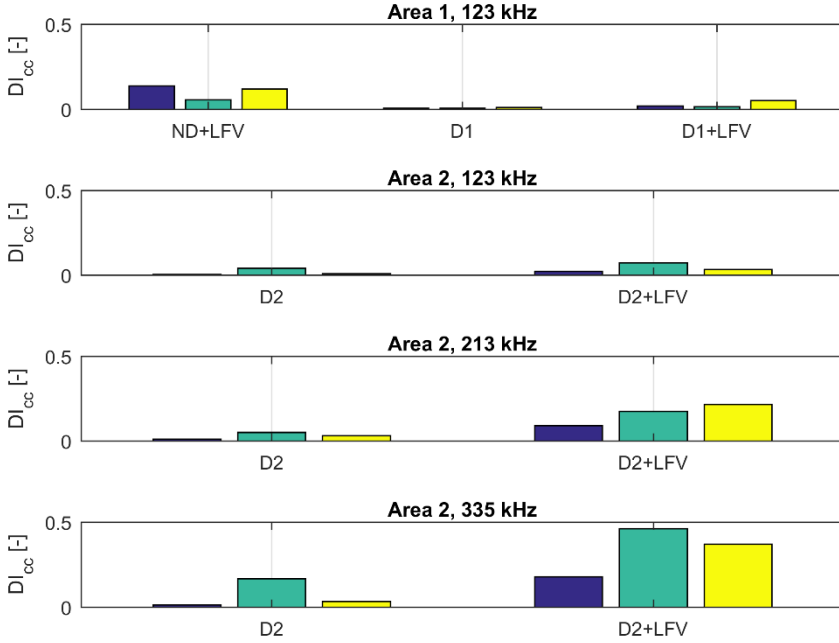 Area 1, 123 kHz
0.5
DI_cc [-]
0
ND+LFV D1 D1+LFV
Area 2, 123 kHz
0.5
DI_cc [-]
0
D2 D2+LFV
Area 2, 213 kHz
0.5
DI_cc [-]
0
D2 D2+LFV
Area 2, 335 kHz
0.5
DI_cc [-]
0
D2 D2+LFV